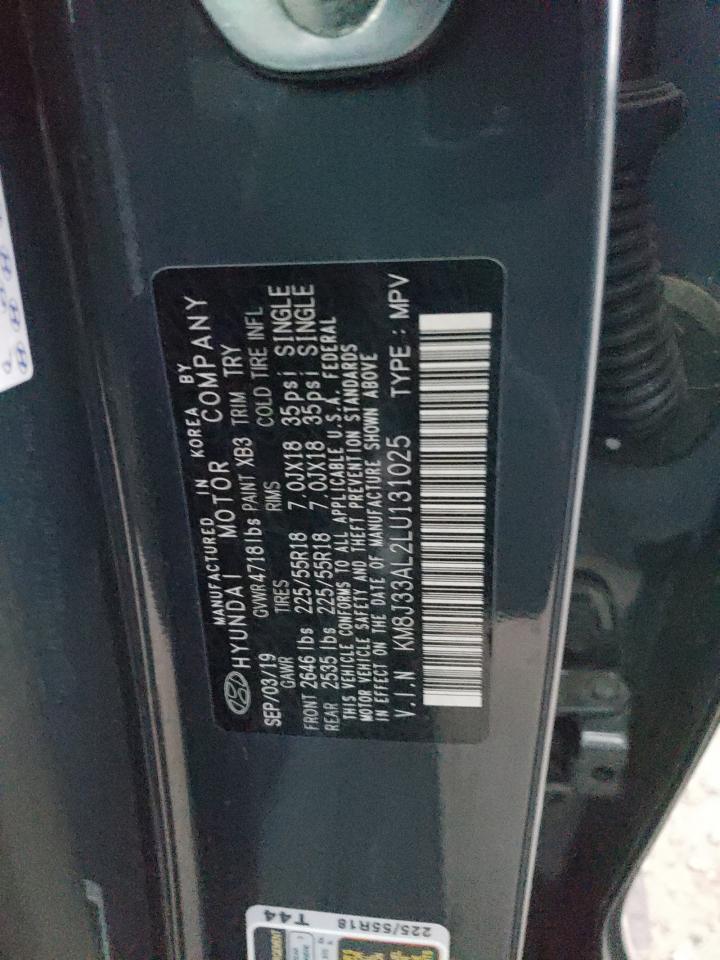 MANUFACTURED IN KOREA BY
HYUNDAI MOTOR COMPANY
SEP/03/19 GVWR4718lbs PAINT XB3 TRIM TRY
GAWR TIRES RIMS COLD TIRE INFL
FRONT 2646 lbs 225/55R18 7.0JX18 35psi SINGLE
REAR 2535 lbs 225/55R18 7.0JX18 35psi SINGLE
THIS VEHICLE CONFORMS TO ALL APPLICABLE U.S.A. FEDERAL
MOTOR VEHICLE SAFETY AND THEFT PREVENTION STANDARDS
IN EFFECT ON THE DATE OF MANUFACTURE SHOWN ABOVE
V.I.N KM8J33AL2LU131025 TYPE : MPV
225/55R18
T44